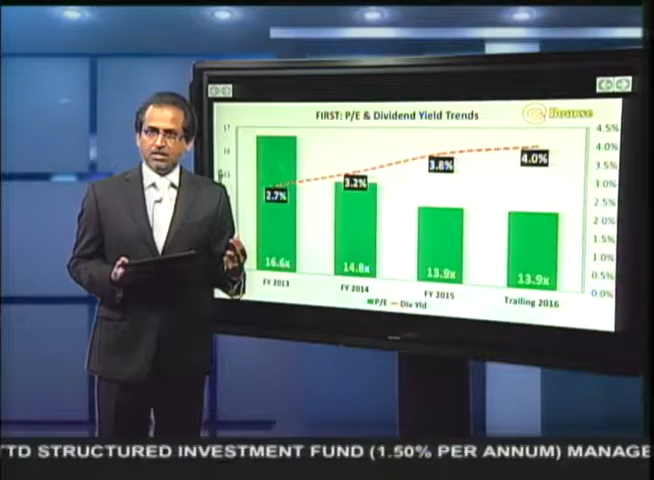 FIRST: P/E & Dividend Yield Trends
Bourse
17
4.5%
4.0%
3.5%
3.0%
2.5%
2.0%
1.5%
1.0%
0.5%
0.0%
2.7%
3.2%
3.8%
4.0%
16.6x
14.8x
13.9x
13.9x
FY 2013
FY 2014
FY 2015
Trailing 2016
P/E
Div Yld
TTD STRUCTURED INVESTMENT FUND (1.50% PER ANNUM) MANAGE